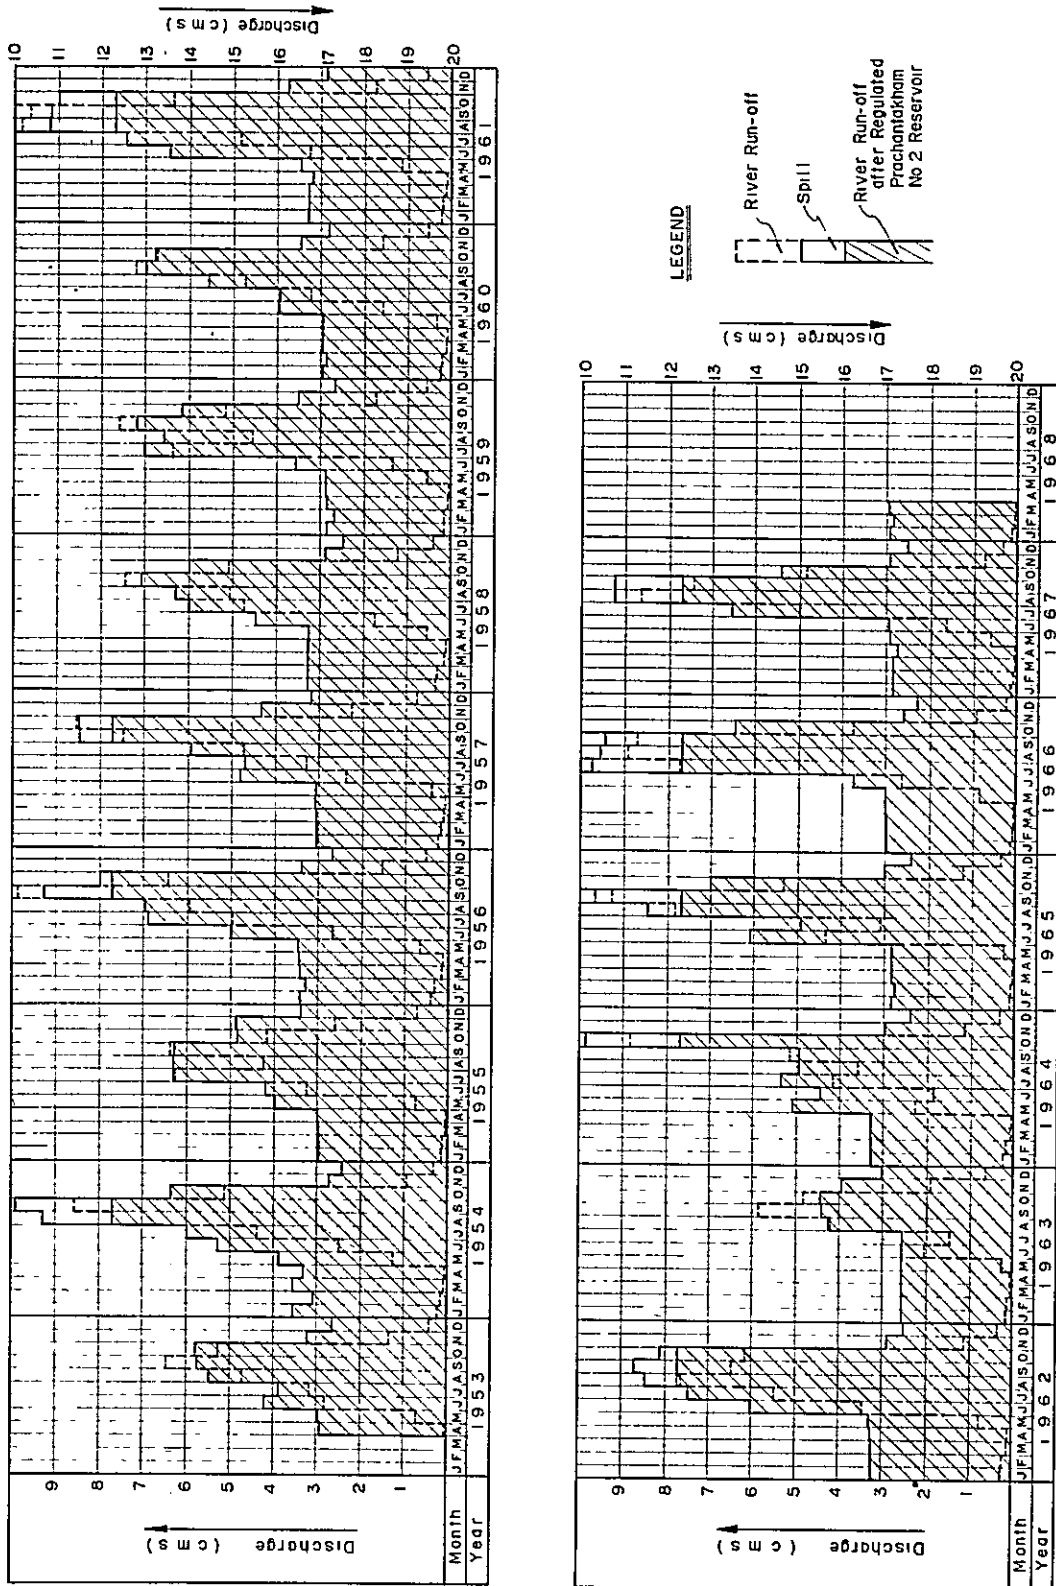 Discharge (cms)
9
8
7
6
5
4
3
2
1
Month
J F M A M J J A S O N D J F M A M J J A S O N D J F M A M J J A S O N D J F M A M J J A S O N D J F M A M J J A S O N D J F M A M J J A S O N D J F M A M J J A S O N D J F M A M J J A S O N D J F M A M J J A S O N D
Year
1953 1954 1955 1956 1957 1958 1959 1960 1961
10
11
12
13
14
15
16
17
18
19
20
Discharge (cms)
Discharge (cms)
9
8
7
6
5
4
3
2
1
Month
J F M A M J J A S O N D J F M A M J J A S O N D J F M A M J J A S O N D J F M A M J J A S O N D J F M A M J J A S O N D J F M A M J J A S O N D J F M A M J J A S O N D
Year
1962 1963 1964 1965 1966 1967 1968
10
11
12
13
14
15
16
17
18
19
20
Discharge (cms)
LEGEND
River Run-off
Spill
River Run-off
after Regulated
Prachantakham
No 2 Reservoir